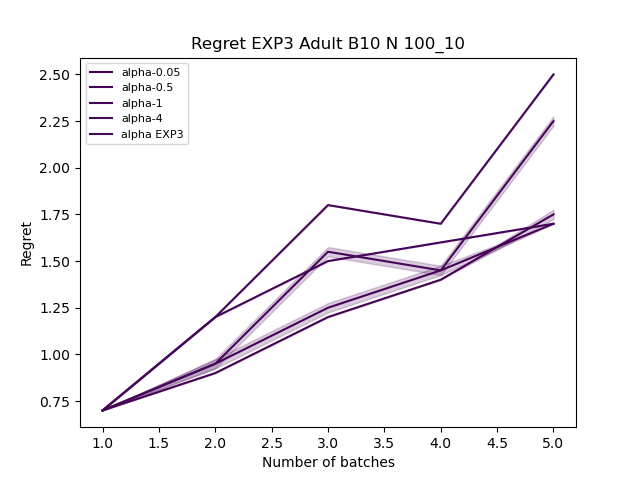 Regret EXP3 Adult B10 N 100_10
alpha-0.05
alpha-0.5
alpha-1
alpha-4
alpha EXP3
2.50
2.25
2.00
1.75
1.50
1.25
1.00
0.75
Regret
1.0 1.5 2.0 2.5 3.0 3.5 4.0 4.5 5.0
Number of batches